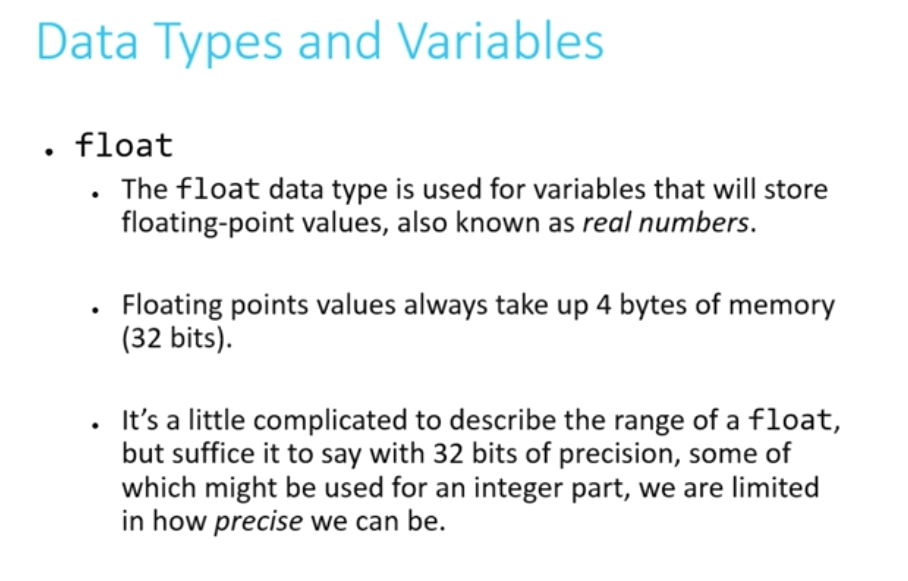 Data Types and Variables
• float
• The float data type is used for variables that will store
floating-point values, also known as real numbers.
• Floating points values always take up 4 bytes of memory
(32 bits).
• It’s a little complicated to describe the range of a float,
but suffice it to say with 32 bits of precision, some of
which might be used for an integer part, we are limited
in how precise we can be.